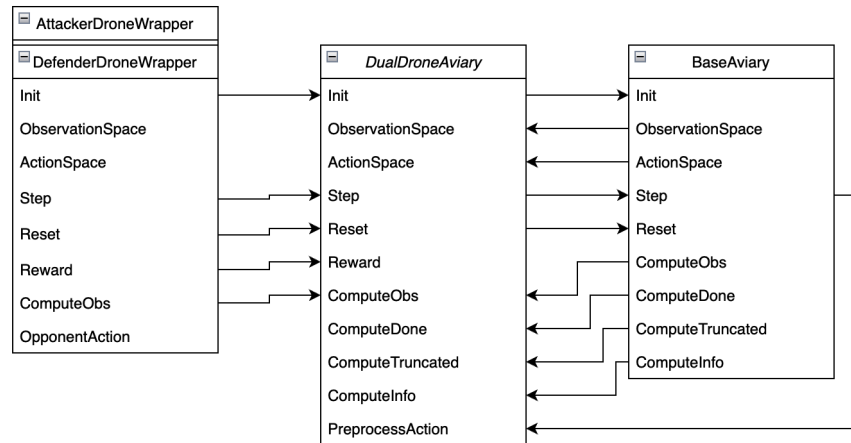 AttackerDroneWrapper
DefenderDroneWrapper
Init
ObservationSpace
ActionSpace
Step
Reset
Reward
ComputeObs
OpponentAction
DualDroneAviary
Init
ObservationSpace
ActionSpace
Step
Reset
Reward
ComputeObs
ComputeDone
ComputeTruncated
ComputeInfo
PreprocessAction
BaseAviary
Init
ObservationSpace
ActionSpace
Step
Reset
ComputeObs
ComputeDone
ComputeTruncated
ComputeInfo